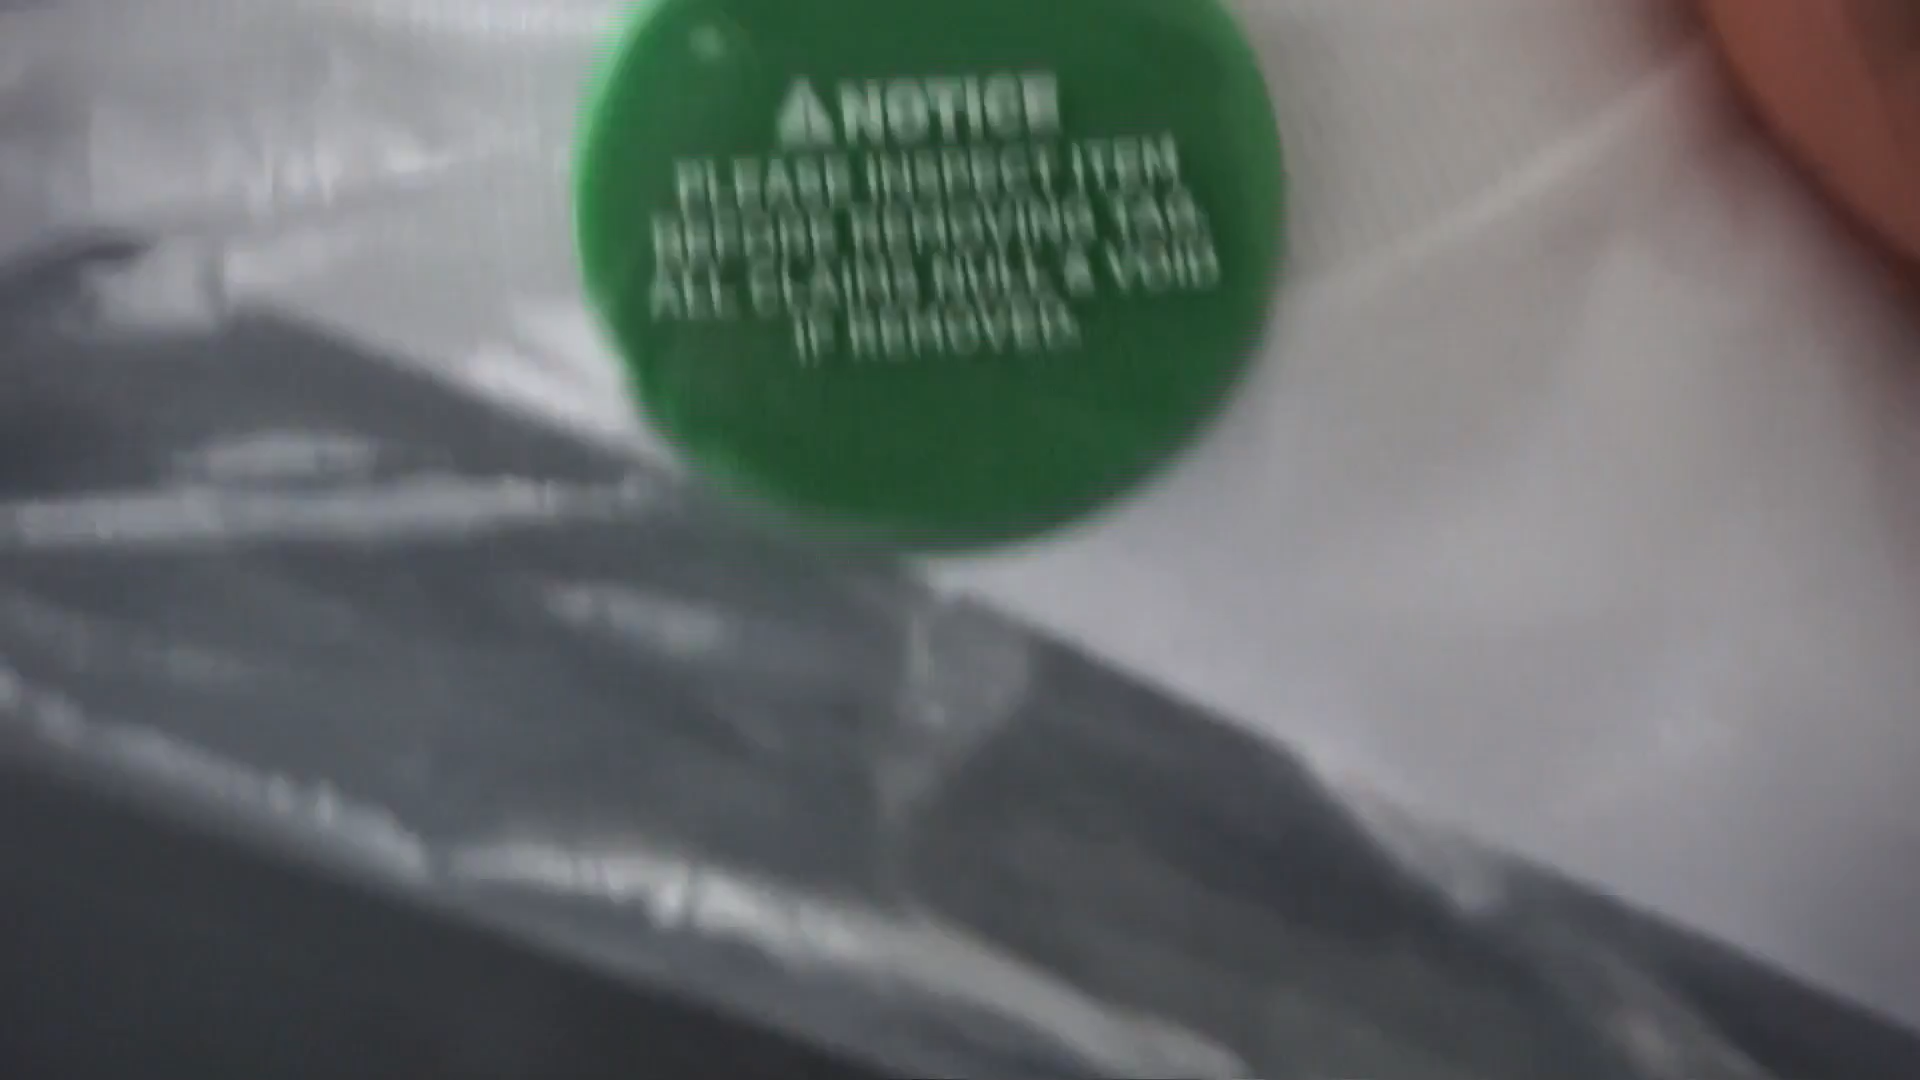 NOTICE
PLEASE INSPECT ITEM
BEFORE REMOVING TAG.
ALL CLAIMS NULL & VOID
IF REMOVED.